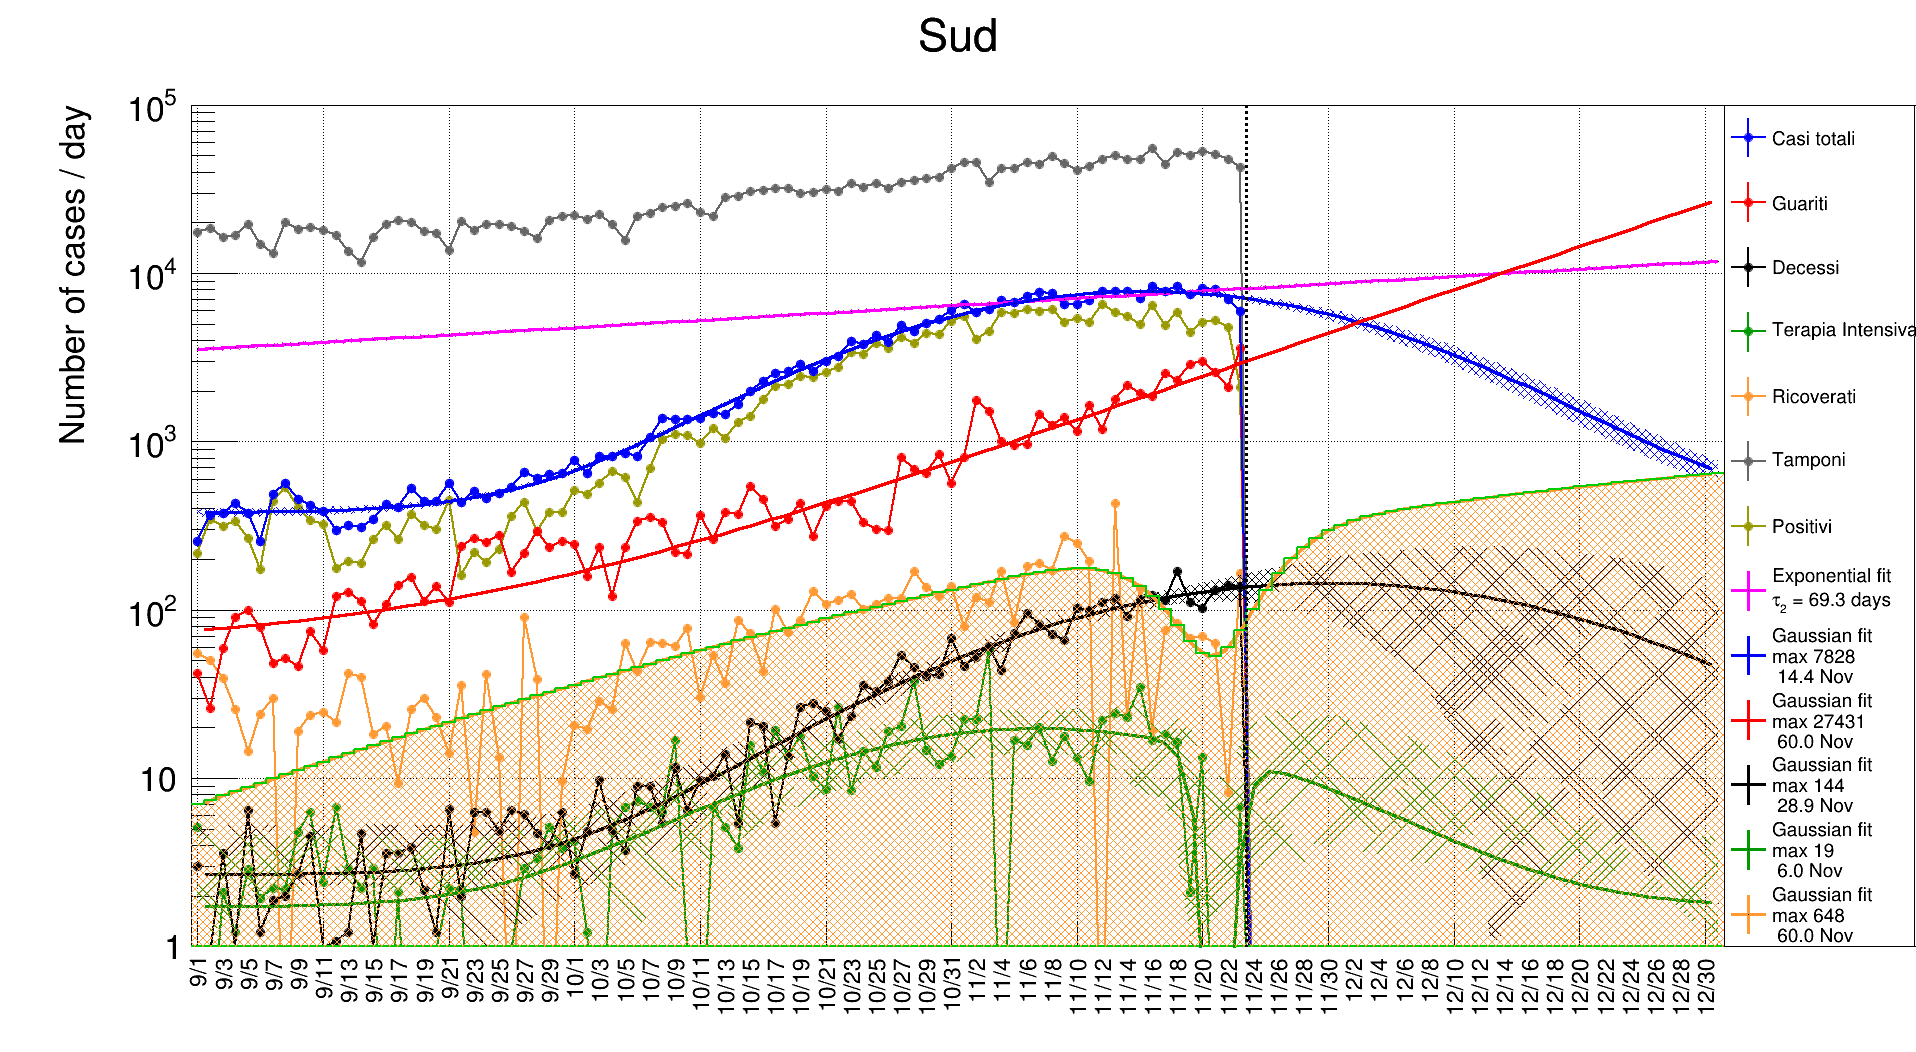 Sud
Number of cases / day
10^5
10^4
10^3
10^2
10
1
9/1
9/3
9/5
9/7
9/9
9/11
9/13
9/15
9/17
9/19
9/21
9/23
9/25
9/27
9/29
10/1
10/3
10/5
10/7
10/9
10/11
10/13
10/15
10/17
10/19
10/21
10/23
10/25
10/27
10/29
10/31
11/2
11/4
11/6
11/8
11/10
11/12
11/14
11/16
11/18
11/20
11/22
11/24
11/26
11/28
11/30
12/2
12/4
12/6
12/8
12/10
12/12
12/14
12/16
12/18
12/20
12/22
12/24
12/26
12/28
12/30
Casi totali
Guariti
Decessi
Terapia Intensiva
Ricoverati
Tamponi
Positivi
Exponential fit
τ₂ = 69.3 days
Gaussian fit
max 7828
14.4 Nov
Gaussian fit
max 27431
60.0 Nov
Gaussian fit
max 144
28.9 Nov
Gaussian fit
max 19
6.0 Nov
Gaussian fit
max 648
60.0 Nov